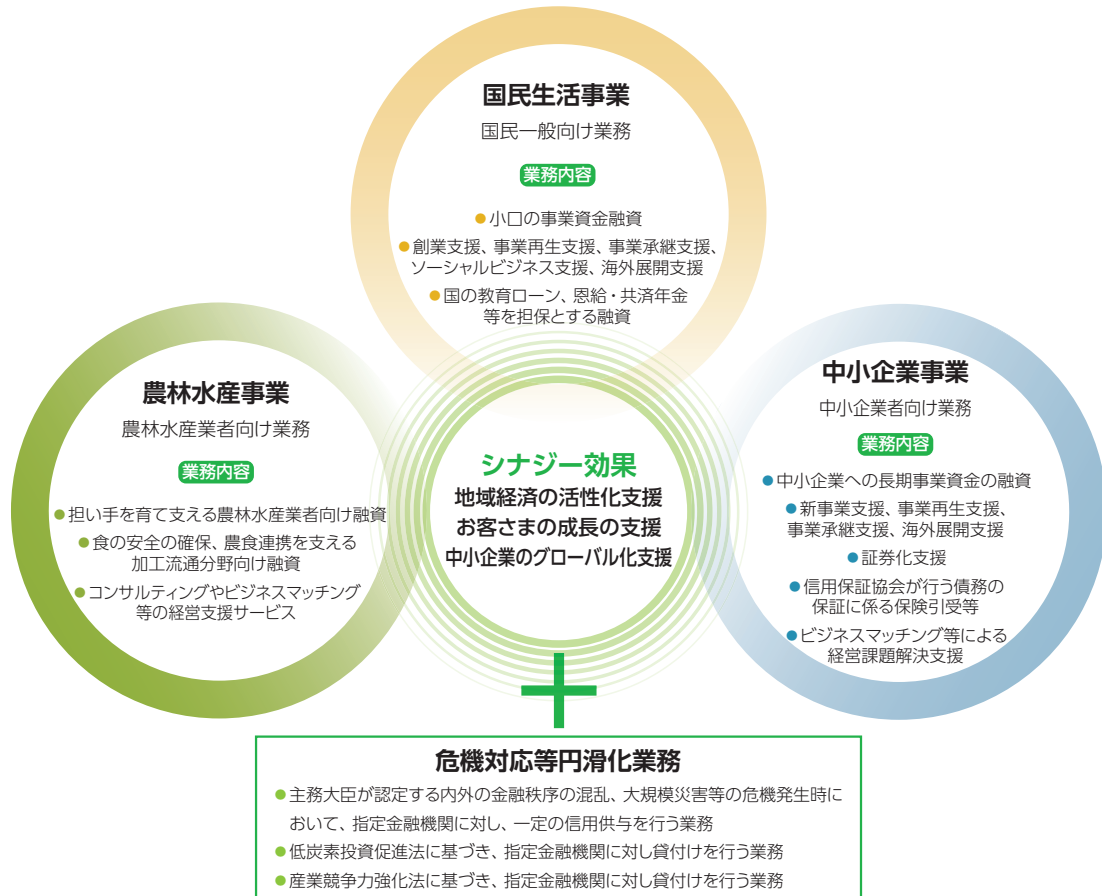 国民生活事業
国民一般向け業務
業務内容
●小口の事業資金融資
●創業支援、事業再生支援、事業承継支援、
ソーシャルビジネス支援、海外展開支援
●国の教育ローン、恩給・共済年金
等を担保とする融資
農林水産事業
農林水産業者向け業務
業務内容
●担い手を育て支える農林水産業者向け融資
●食の安全の確保、農食連携を支える
加工流通分野向け融資
●コンサルティングやビジネスマッチング
等の経営支援サービス
シナジー効果
地域経済の活性化支援
お客さまの成長の支援
中小企業のグローバル化支援
中小企業事業
中小企業者向け業務
業務内容
●中小企業への長期事業資金の融資
●新事業支援、事業再生支援、
事業承継支援、海外展開支援
●証券化支援
●信用保証協会が行う債務の
保証に係る保険引受等
●ビジネスマッチング等による
経営課題解決支援
危機対応等円滑化業務
●主務大臣が認定する内外の金融秩序の混乱、大規模災害等の危機発生時に
おいて、指定金融機関に対し、一定の信用供与を行う業務
●低炭素投資促進法に基づき、指定金融機関に対し貸付けを行う業務
●産業競争力強化法に基づき、指定金融機関に対し貸付けを行う業務